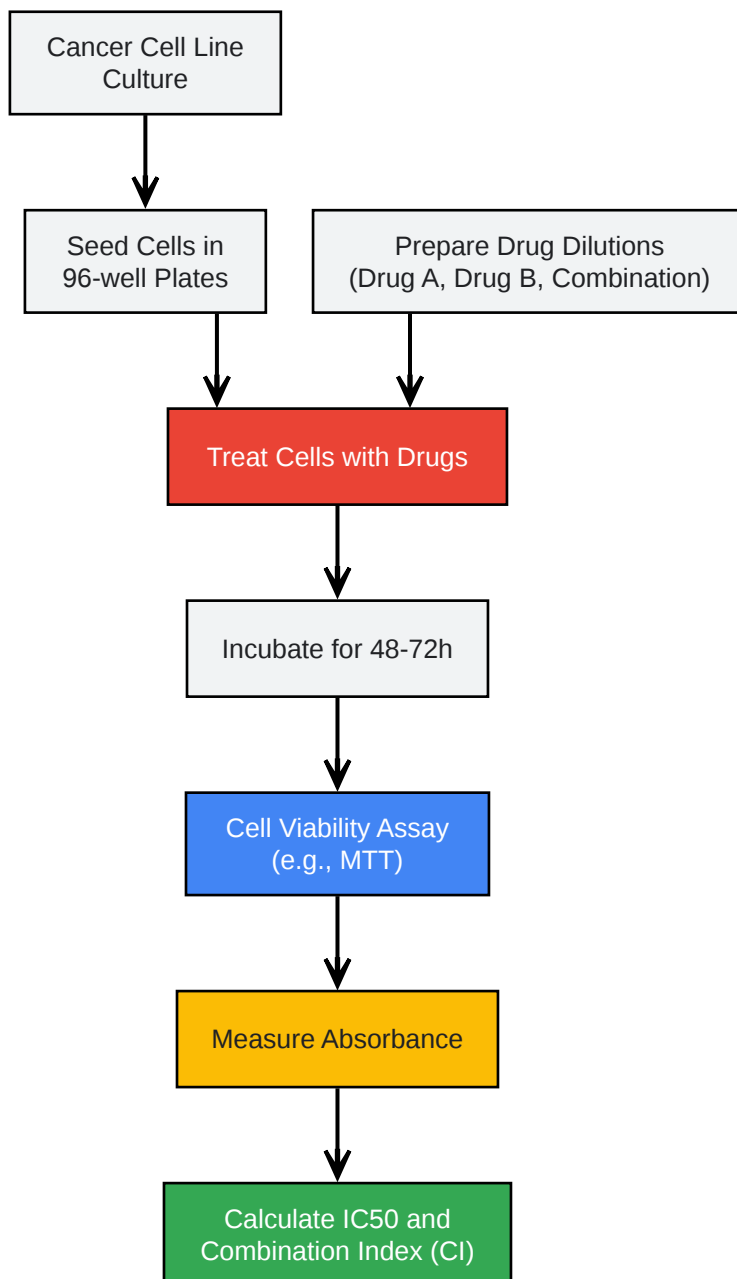 Cancer Cell Line
Culture
Seed Cells in
96-well Plates
Prepare Drug Dilutions
(Drug A, Drug B, Combination)
Treat Cells with Drugs
Incubate for 48-72h
Cell Viability Assay
(e.g., MTT)
Measure Absorbance
Calculate IC50 and
Combination Index (CI)